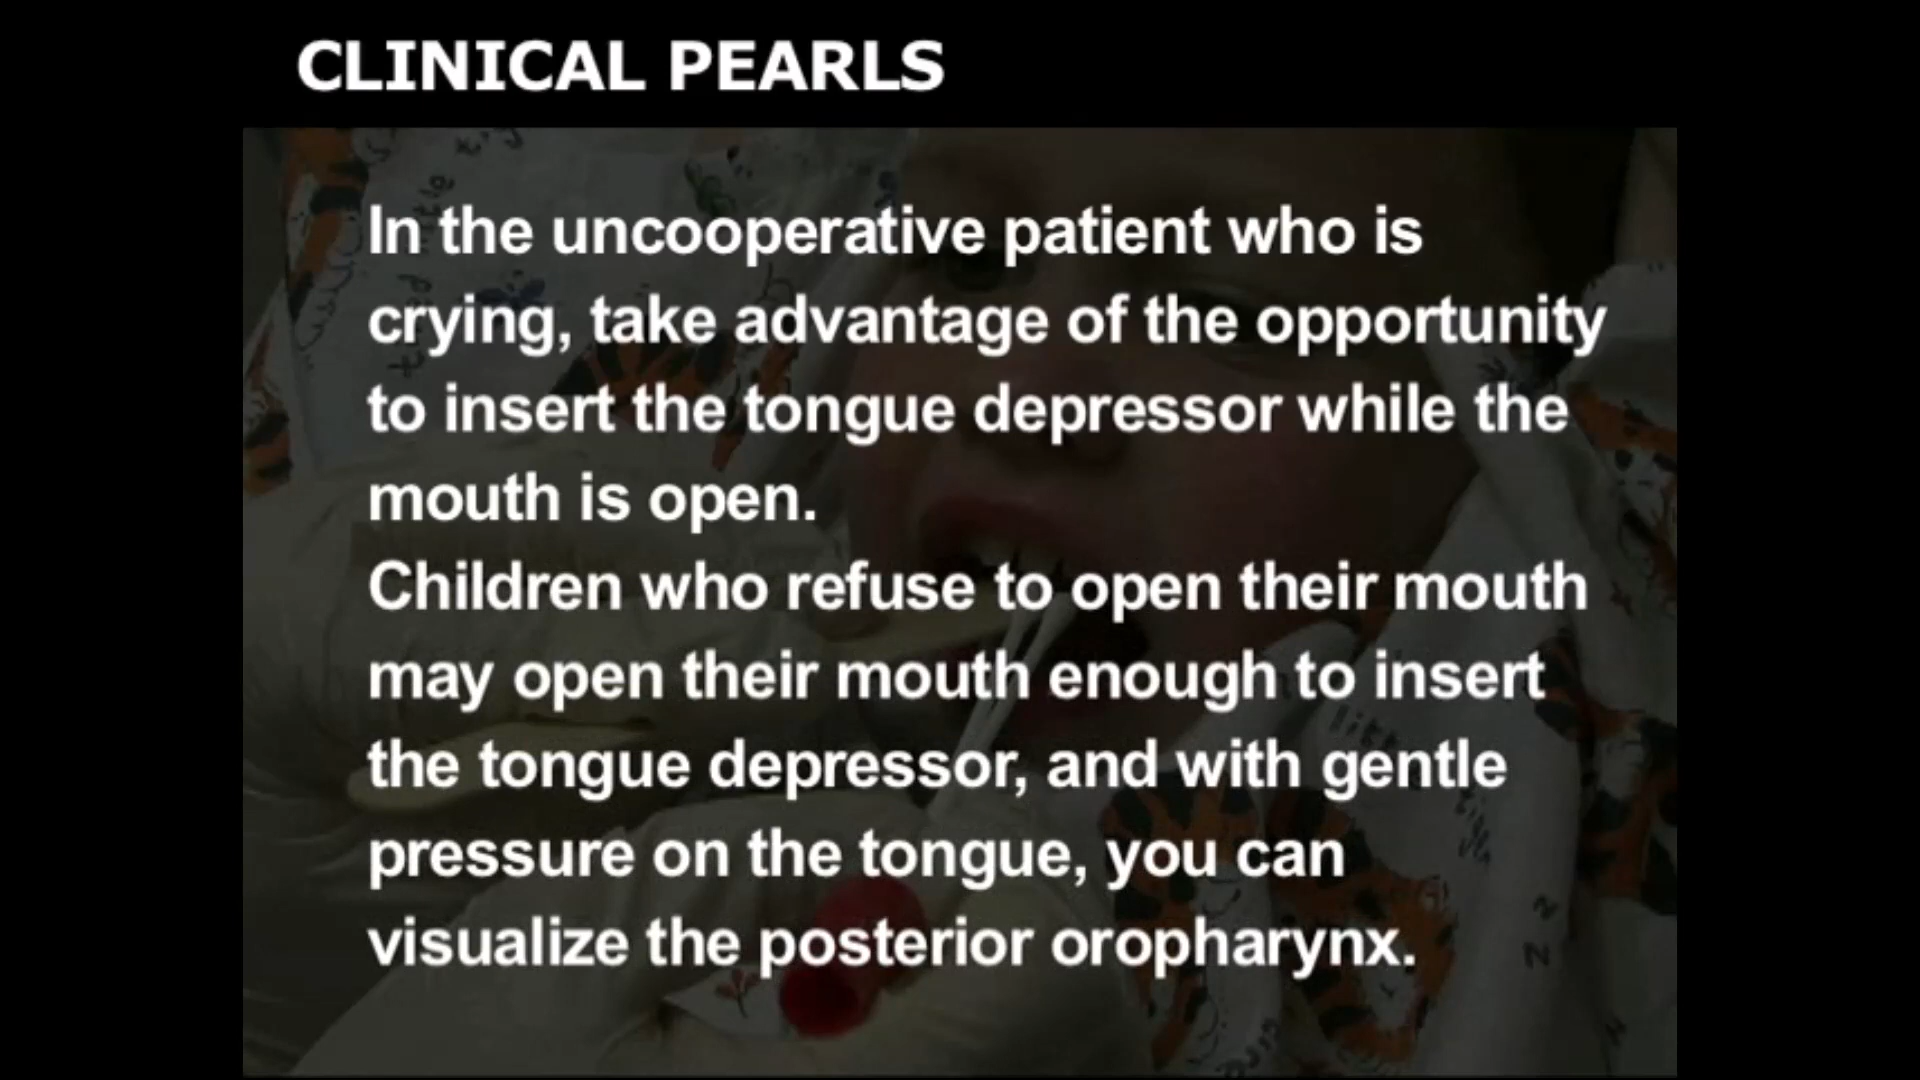 CLINICAL PEARLS
In the uncooperative patient who is
crying, take advantage of the opportunity
to insert the tongue depressor while the
mouth is open.
Children who refuse to open their mouth
may open their mouth enough to insert
the tongue depressor, and with gentle
pressure on the tongue, you can
visualize the posterior oropharynx.